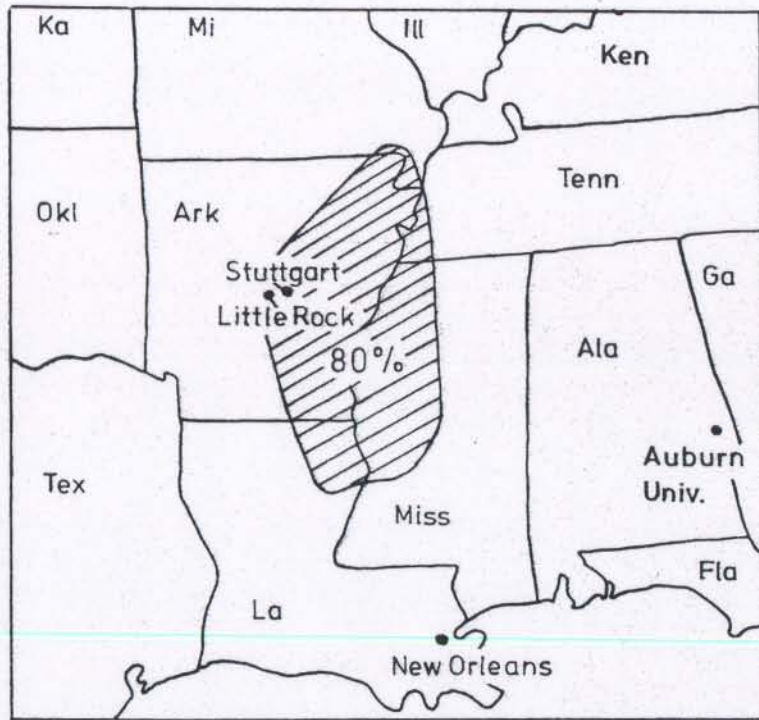 Ka
Mi
Ill
Ken
Tenn
Okl
Ark
Stuttgart
Little Rock
80%
Ga
Ala
Auburn
Univ.
Tex
Miss
Fla
La
New Orleans